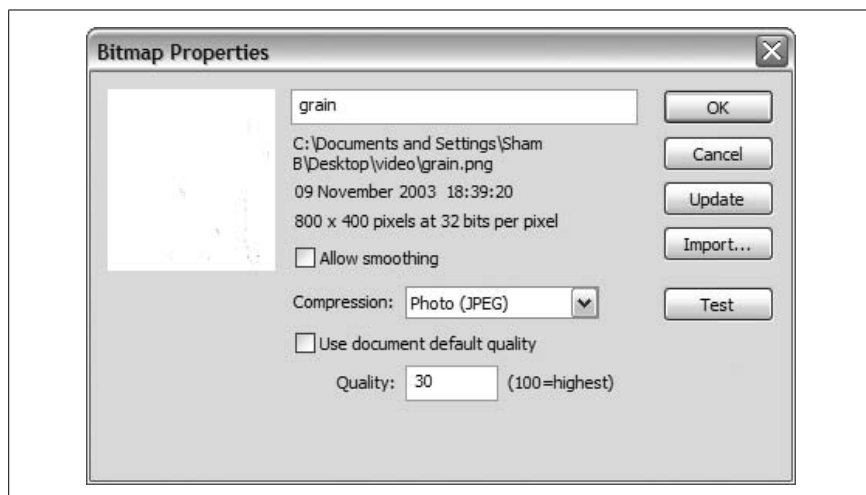 Bitmap Properties
grain
OK
C:\Documents and Settings\Sham
B\Desktop\video\grain.png
Cancel
09 November 2003 18:39:20
Update
800 x 400 pixels at 32 bits per pixel
Import...
Allow smoothing
Compression: Photo (JPEG)
Test
Use document default quality
Quality: 30 (100=highest)